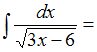 ∫ dx/√(3x−6) =